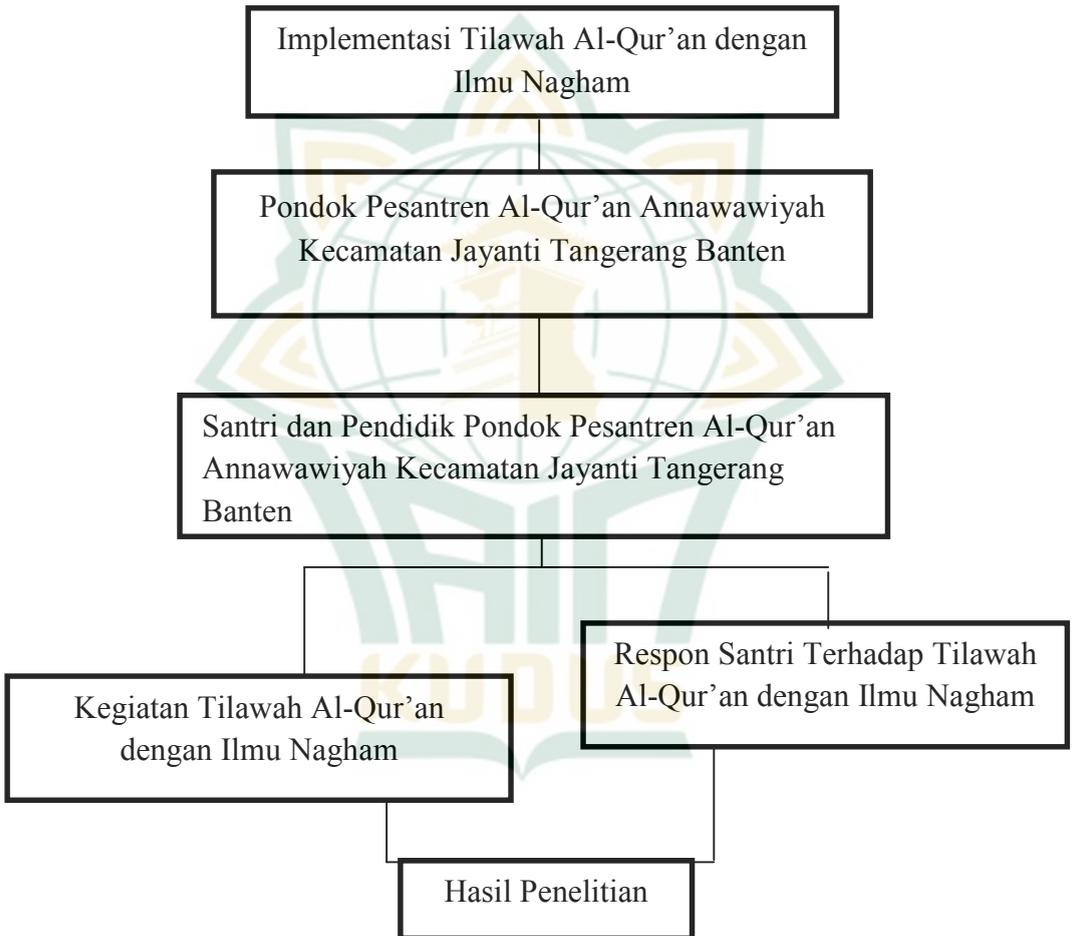 Implementasi Tilawah Al-Qur’an dengan
Ilmu Nagham
Pondok Pesantren Al-Qur’an Annawawiyah
Kecamatan Jayanti Tangerang Banten
Santri dan Pendidik Pondok Pesantren Al-Qur’an
Annawawiyah Kecamatan Jayanti Tangerang
Banten
Kegiatan Tilawah Al-Qur’an
dengan Ilmu Nagham
Respon Santri Terhadap Tilawah
Al-Qur’an dengan Ilmu Nagham
Hasil Penelitian
IAIN
KUDUS